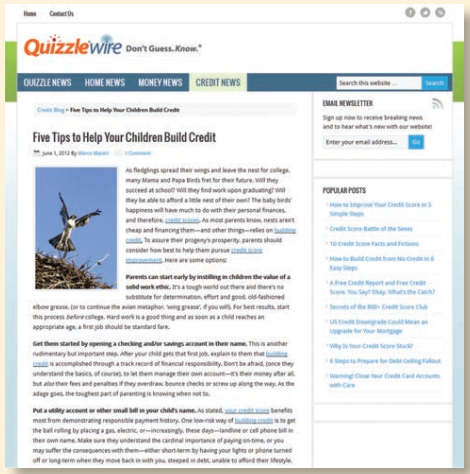 Home Contact Us
Quizzlewire Don't Guess. Know.®
QUIZZLE NEWS HOME NEWS MONEY NEWS CREDIT NEWS
Search this website ... Search
Credit Blog • Five Tips to Help Your Children Build Credit
Five Tips to Help Your Children Build Credit
June 1, 2012 By 1 Comment
As fledglings spread their wings and leave the nest for college,
many Mama and Papa Birds fret for their future. Will they
succeed at school? Will they find work upon graduating? Will
they be able to afford a little nest of their own? The baby birds'
happiness will have much to do with their personal finances,
and therefore, credit scores. As most parents know, nests aren't
cheap and financing them—and other things—relies on building
credit. To assure their progeny's prosperity, parents should
consider how best to help them pursue credit score
improvement. Here are some options:
Parents can start early by instilling in children the value of a
solid work ethic. It's a tough world out there and there's no
substitute for determination, effort and good, old-fashioned
elbow grease, (or to continue the avian metaphor, 'wing grease', if you will). For best results, start
this process before college. Hard work is a good thing and as soon as a child reaches an
appropriate age, a first job should be standard fare.
Get them started by opening a checking and/or savings account in their name. This is another
rudimentary but important step. After your child gets that first job, explain to them that building
credit is accomplished through a track record of financial responsibility. Don't be afraid, (once they
understand the basics, of course), to let them manage their own account—it's their money after all,
but also their fees and penalties if they overdraw, bounce checks or screw up along the way. As the
adage goes, the toughest part of parenting is knowing when not to.
Put a utility account or other small bill in your child's name. As stated, your credit score benefits
most from demonstrating responsible payment history. One low-risk way of building credit is to get
the ball rolling by placing a gas, electric, or—increasingly, these days—landline or cell phone bill in
their own name. Make sure they understand the cardinal importance of paying on-time, or you
may suffer the consequences with them—either short-term by having your lights or phone turned
off or long-term when they move back in with you, steeped in debt, unable to afford their lifestyle.
EMAIL NEWSLETTER
Sign up now to receive breaking news
and to hear what's new with our website!
Enter your email address... Go
POPULAR POSTS
How to Improve Your Credit Score in 3
Simple Steps
Credit Score Battle of the Sexes
10 Credit Score Facts and Fictions
How to Build Credit from No Credit in 6
Easy Steps
A Free Credit Report and Free Credit
Score, You Say? Okay. What's the Catch?
Secrets of the 800+ Credit Score Club
US Credit Downgrade Could Mean an
Upgrade for Your Mortgage
Why Is Your Credit Score Stuck?
6 Steps to Prepare for Debt Ceiling Fallout
Warning! Close Your Credit Card Accounts
with Care